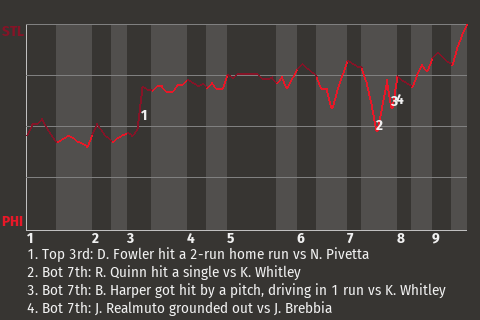 STL
1
3
4
2
PHI
1 2 3 4 5 6 7 8 9
1. Top 3rd: D. Fowler hit a 2-run home run vs N. Pivetta
2. Bot 7th: R. Quinn hit a single vs K. Whitley
3. Bot 7th: B. Harper got hit by a pitch, driving in 1 run vs K. Whitley
4. Bot 7th: J. Realmuto grounded out vs J. Brebbia